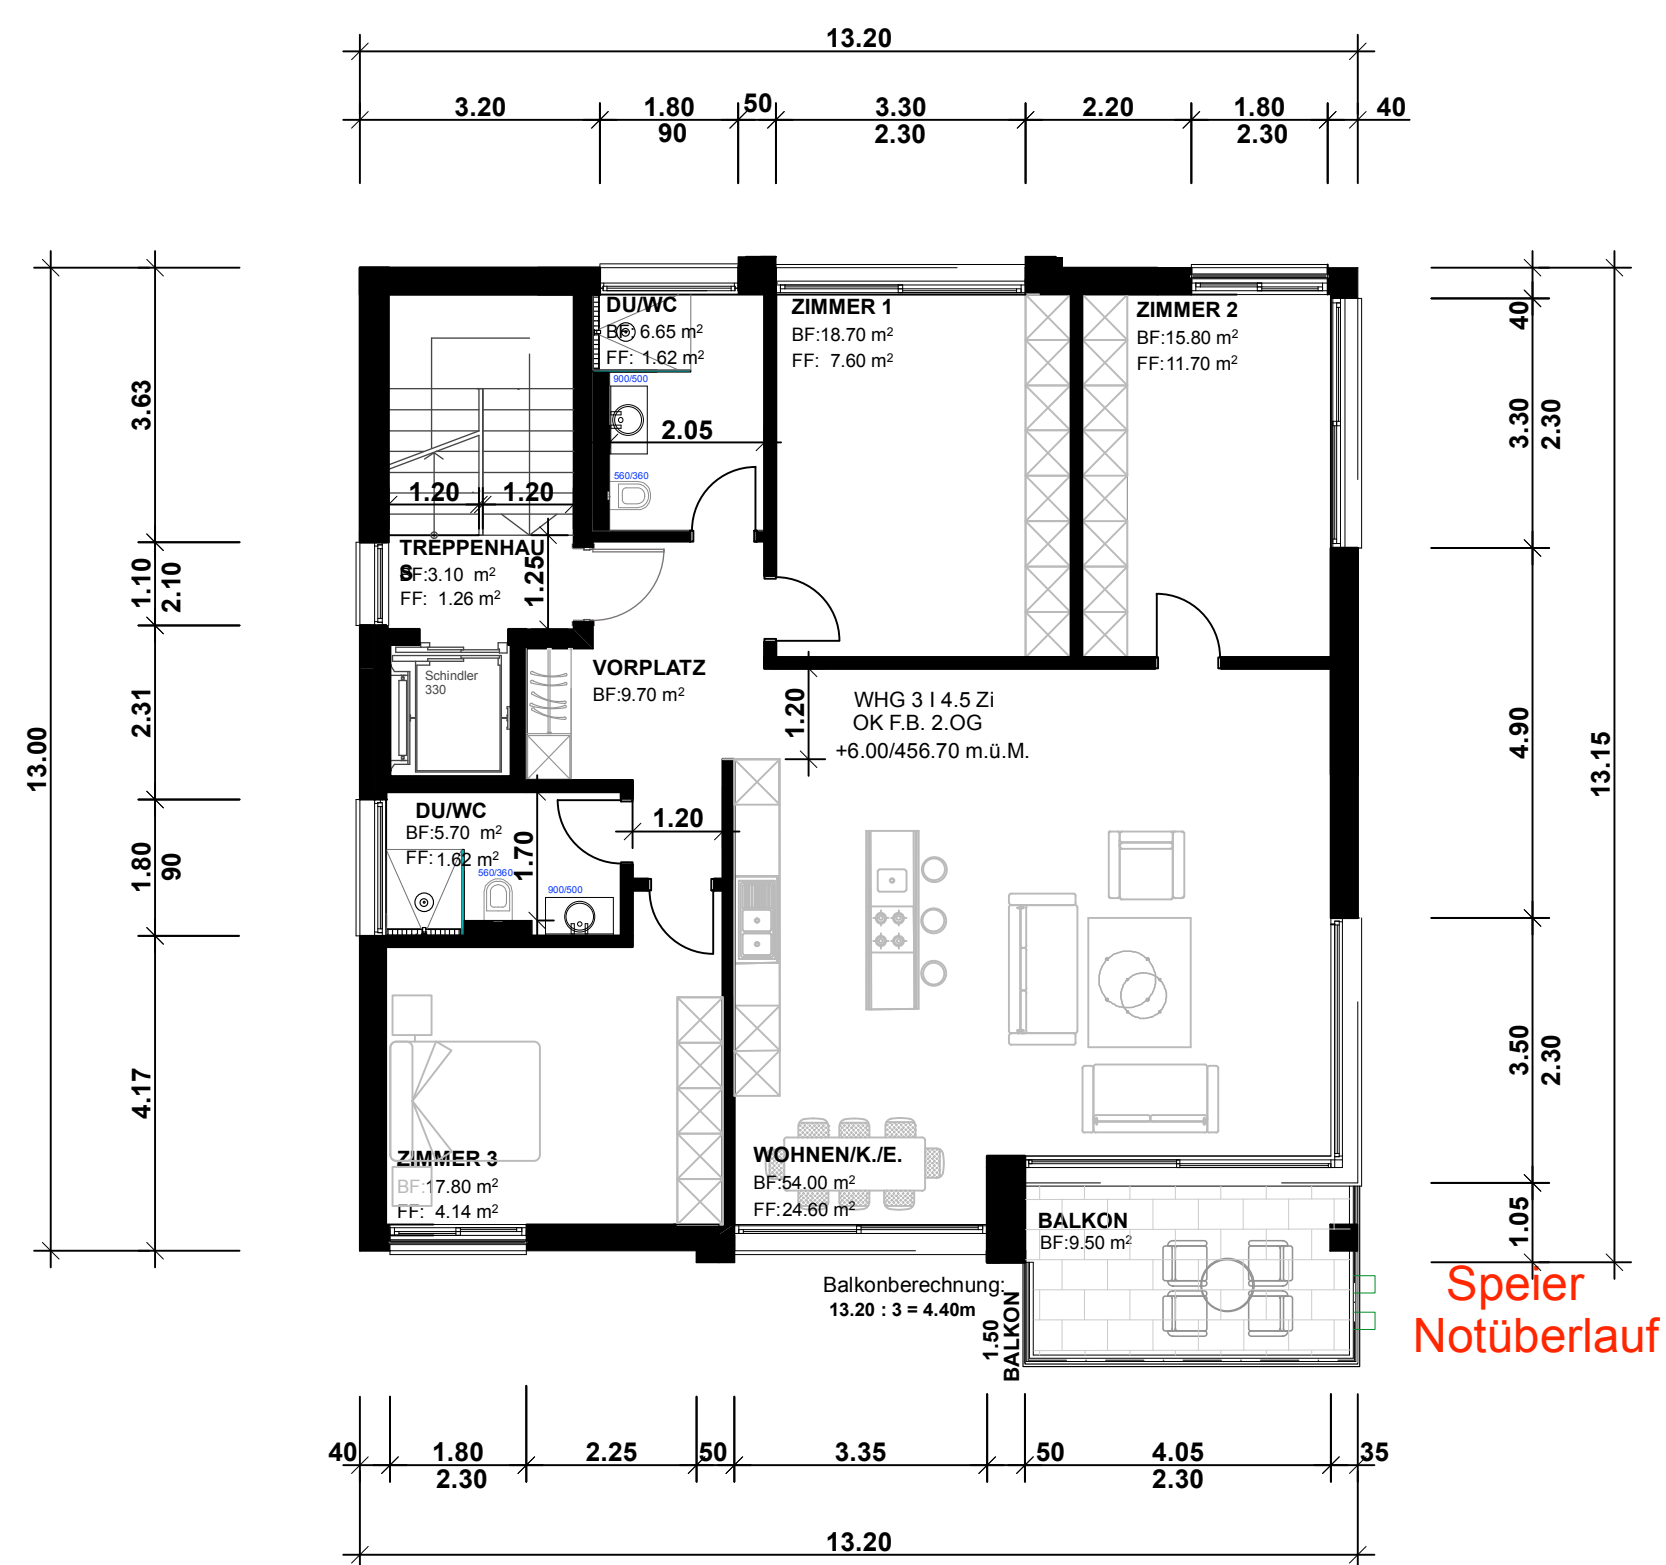 13.20
3.20
1.80
50
3.30
2.20
1.80
40
90
2.30
2.30
DU/WC
BF: 6.65 m²
FF: 1.62 m²
900/500
2.05
560/360
ZIMMER 1
BF:18.70 m²
FF: 7.60 m²
ZIMMER 2
BF:15.80 m²
FF:11.70 m²
1.20
1.20
TREPPENHAU
S
BF:3.10 m²
FF: 1.26 m²
1.25
Schindler
330
VORPLATZ
BF:9.70 m²
1.20
WHG 3 I 4.5 Zi
OK F.B. 2.OG
+6.00/456.70 m.ü.M.
DU/WC
BF:5.70 m²
FF: 1.62 m²
560/360
1.70
900/500
1.20
ZIMMER 3
BF:17.80 m²
FF: 4.14 m²
WOHNEN/K./E.
BF:54.00 m²
FF:24.60 m²
BALKON
BF:9.50 m²
Balkonberechnung:
13.20 : 3 = 4.40m
1.50
BALKON
Speier
Notüberlauf
13.00
3.63
1.10
2.10
2.31
1.80
90
4.17
40
3.30
2.30
4.90
3.50
2.30
1.05
13.15
40
1.80
2.25
50
3.35
50
4.05
35
2.30
2.30
13.20